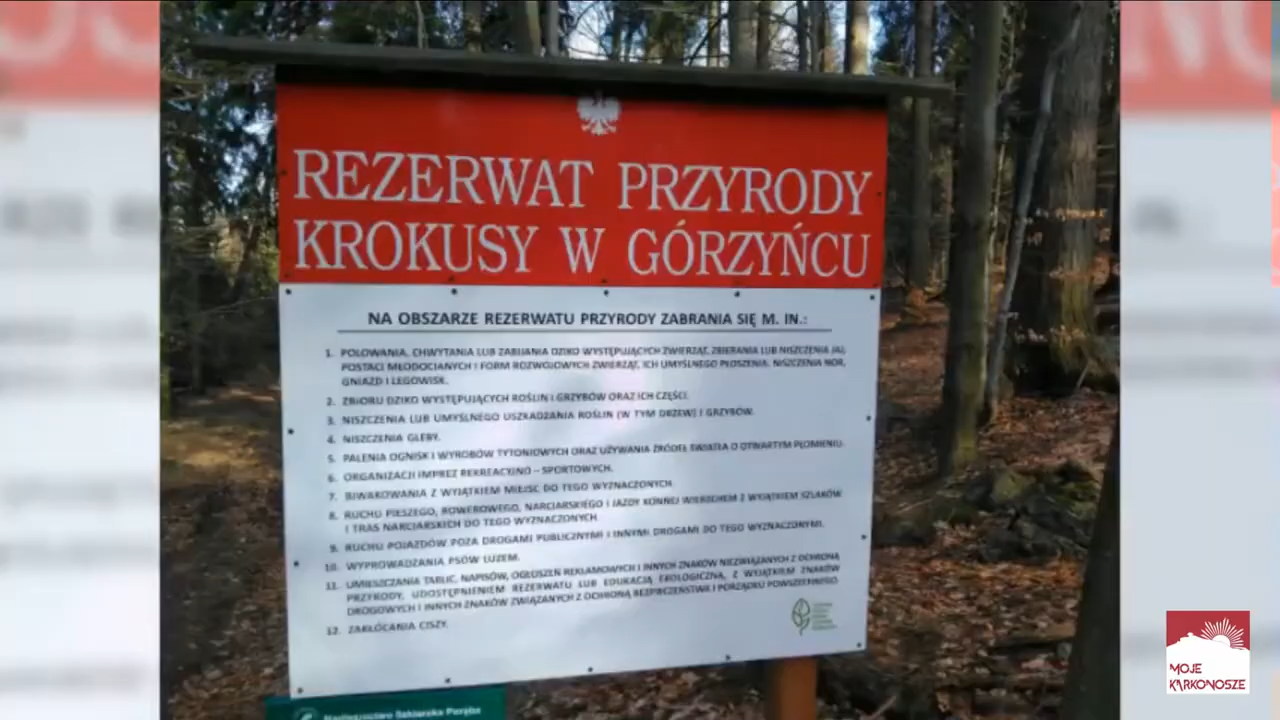 REZERWAT PRZYRODY
KROKUSY W GÓRZYŃCU
NA OBSZARZE REZERWATU PRZYRODY ZABRANIA SIĘ M. IN.:
1. POLOWANIA, CHWYTANIA LUB ZABIJANIA DZIKO WYSTĘPUJĄCYCH ZWIERZĄT, ZBIERANIA LUB NISZCZENIA JAJ,
POSTACI MŁODOCIANYCH I FORM ROZWOJOWYCH ZWIERZĄT, ICH UMYŚLNEGO PŁOSZENIA, NISZCZENIA NOR,
GNIAZD I LEGOWISK.
2. ZBIORU DZIKO WYSTĘPUJĄCYCH ROŚLIN I GRZYBÓW ORAZ ICH CZĘŚCI.
3. NISZCZENIA LUB UMYŚLNEGO USZKADZANIA ROŚLIN (W TYM DRZEW) I GRZYBÓW.
4. NISZCZENIA GLEBY.
5. PALENIA OGNISK I WYROBÓW TYTONIOWYCH ORAZ UŻYWANIA ŹRÓDEŁ ŚWIATŁA O OTWARTYM PŁOMIENIU.
6. ORGANIZACJI IMPREZ REKREACYJNO – SPORTOWYCH.
7. BIWAKOWANIA Z WYJĄTKIEM MIEJSC DO TEGO WYZNACZONYCH
8. RUCHU PIESZEGO, ROWEROWEGO, NARCIARSKIEGO I JAZDY KONNEJ WIERZCHEM Z WYJĄTKIEM SZLAKÓW
I TRAS NARCIARSKICH DO TEGO WYZNACZONYCH
9. RUCHU POJAZDÓW POZA DROGAMI PUBLICZNYMI I INNYMI DROGAMI DO TEGO WYZNACZONYMI.
10. WYPROWADZANIA PSÓW LUZEM.
11. UMIESZCZANIA TABLIC, NAPISÓW, OGŁOSZEŃ REKLAMOWYCH I INNYCH ZNAKÓW NIEZWIĄZANYCH Z OCHRONĄ
PRZYRODY, UDOSTĘPNIENIEM REZERWATU LUB EDUKACJĄ EKOLOGICZNĄ, Z WYJĄTKIEM ZNAKÓW
DROGOWYCH I INNYCH ZNAKÓW ZWIĄZANYCH Z OCHRONĄ BEZPIECZEŃSTWA I PORZĄDKU POWSZECHNEGO.
12. ZAKŁÓCANIA CISZY.
Nadleśnictwo Szklarska Poręba
MOJE
KARKONOSZE